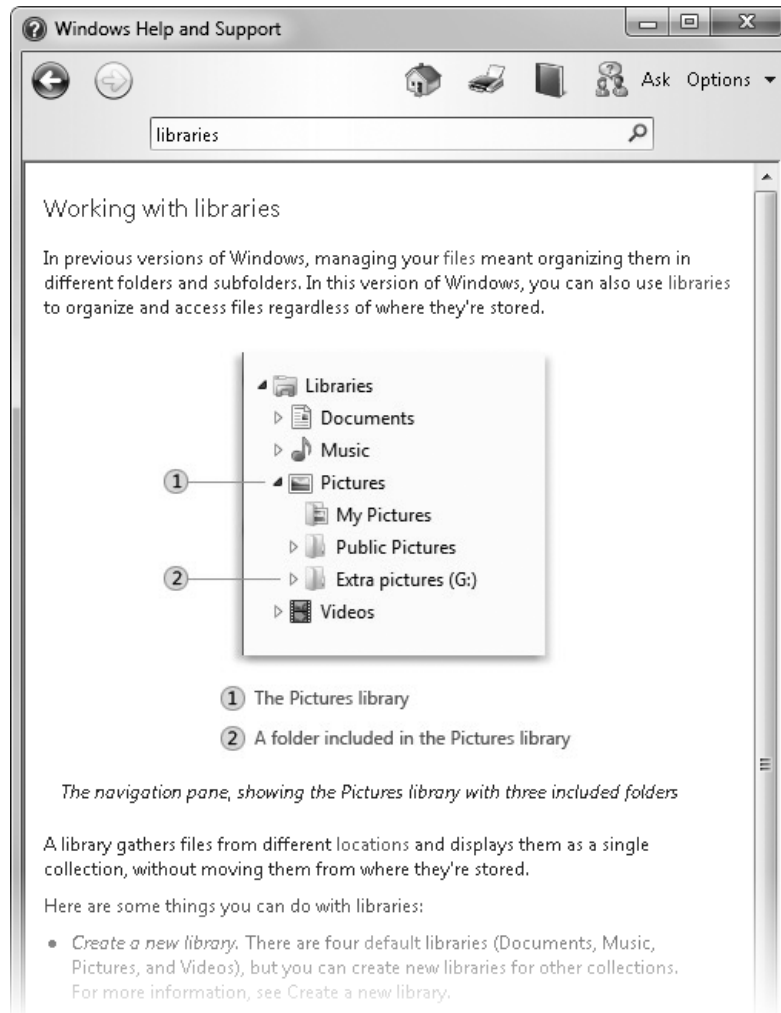 Windows Help and Support
Ask Options
libraries
Working with libraries
In previous versions of Windows, managing your files meant organizing them in
different folders and subfolders. In this version of Windows, you can also use libraries
to organize and access files regardless of where they're stored.
Libraries
Documents
Music
1 Pictures
My Pictures
Public Pictures
2 Extra pictures (G:)
Videos
1 The Pictures library
2 A folder included in the Pictures library
The navigation pane, showing the Pictures library with three included folders
A library gathers files from different locations and displays them as a single
collection, without moving them from where they're stored.
Here are some things you can do with libraries:
• Create a new library. There are four default libraries (Documents, Music,
Pictures, and Videos), but you can create new libraries for other collections.
For more information, see Create a new library.